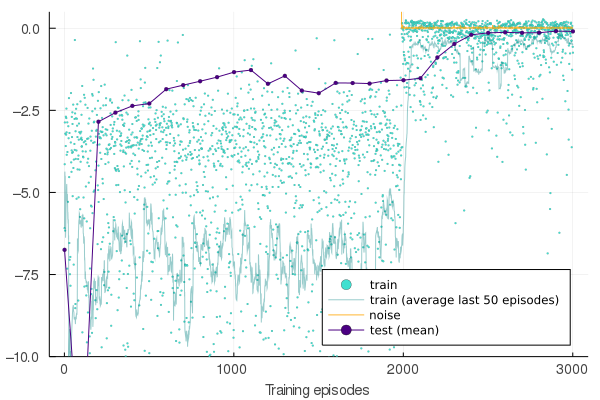 0.0
−2.5
−5.0
−7.5
−10.0
0
1000
2000
3000
Training episodes
train
train (average last 50 episodes)
noise
test (mean)